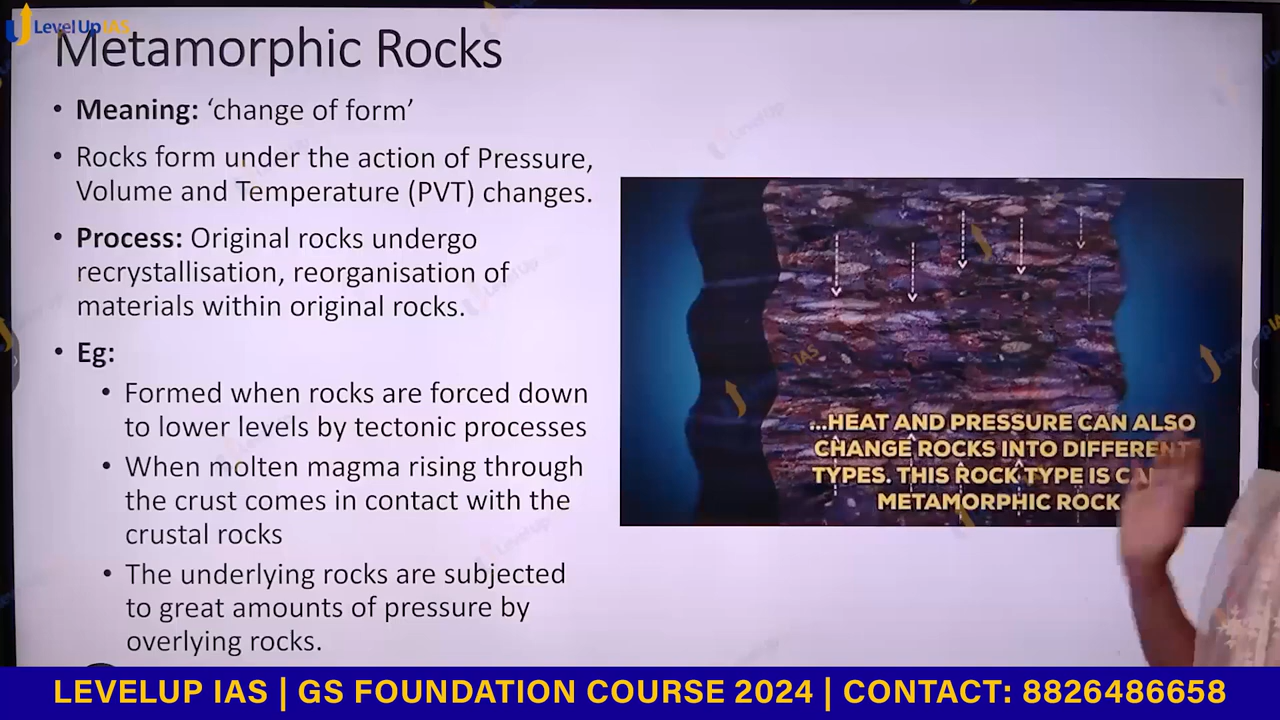 LevelUp IAS
Metamorphic Rocks
• Meaning: ‘change of form’
• Rocks form under the action of Pressure,
Volume and Temperature (PVT) changes.
• Process: Original rocks undergo
recrystallisation, reorganisation of
materials within original rocks.
• Eg:
• Formed when rocks are forced down
to lower levels by tectonic processes
• When molten magma rising through
the crust comes in contact with the
crustal rocks
• The underlying rocks are subjected
to great amounts of pressure by
overlying rocks.
...HEAT AND PRESSURE CAN ALSO
CHANGE ROCKS INTO DIFFERENT
TYPES. THIS ROCK TYPE IS
METAMORPHIC ROCK
LEVELUP IAS | GS FOUNDATION COURSE 2024 | CONTACT: 8826486658